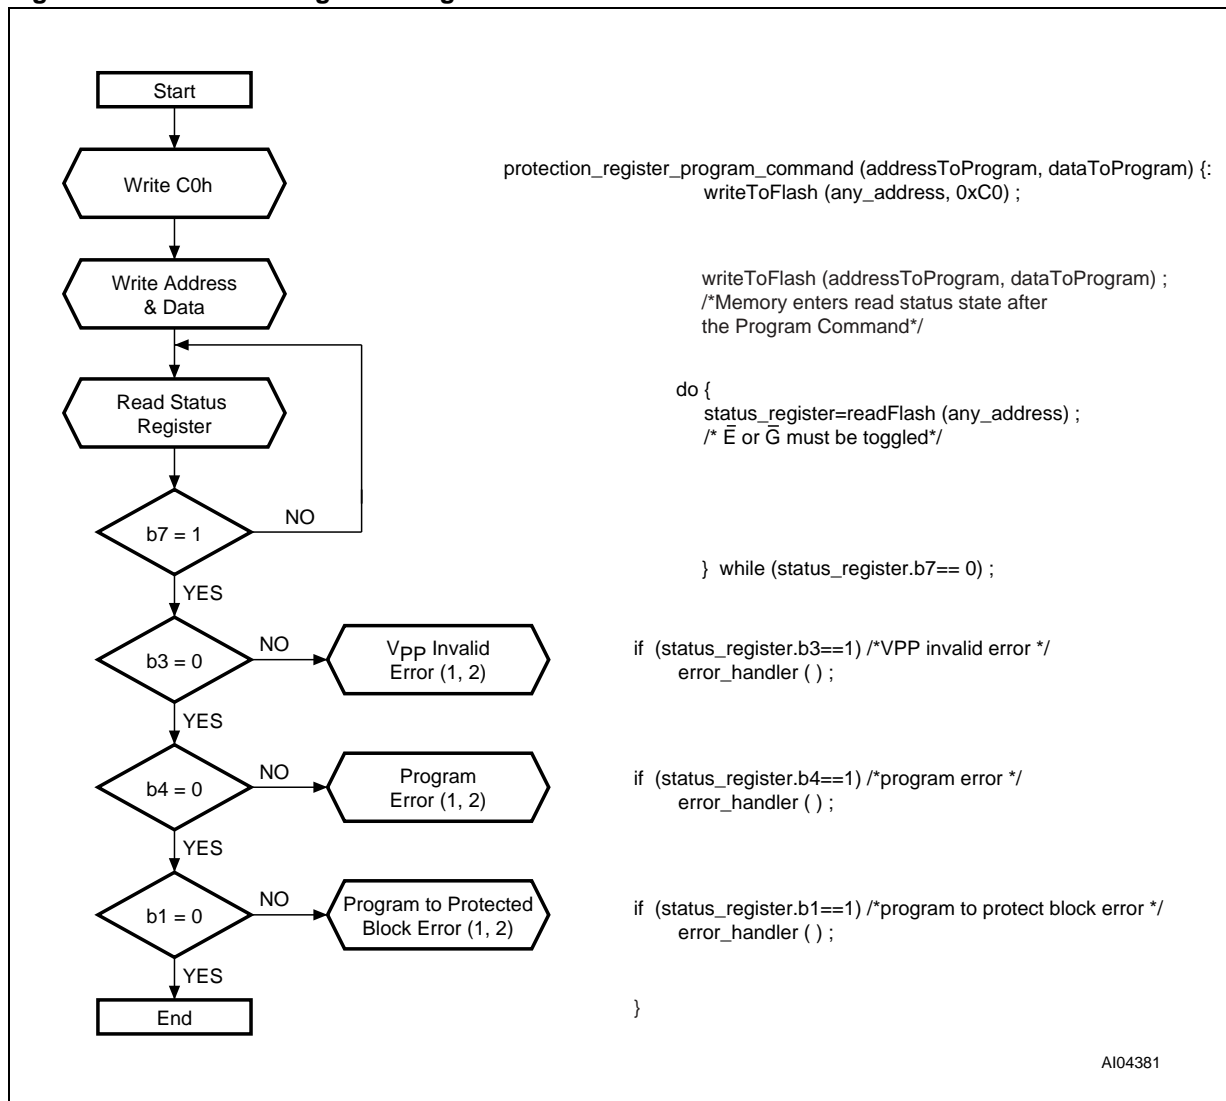 Start
Write C0h
protection_register_program_command (addressToProgram, dataToProgram) {:
writeToFlash (any_address, 0xC0) ;
Write Address
& Data
writeToFlash (addressToProgram, dataToProgram) ;
/*Memory enters read status state after
the Program Command*/
Read Status
Register
do {
status_register=readFlash (any_address) ;
/* E̅ or G̅ must be toggled*/
b7 = 1
NO
YES
} while (status_register.b7== 0) ;
b3 = 0
NO
YES
VPP Invalid
Error (1, 2)
if (status_register.b3==1) /*VPP invalid error */
error_handler ( ) ;
b4 = 0
NO
YES
Program
Error (1, 2)
if (status_register.b4==1) /*program error */
error_handler ( ) ;
b1 = 0
NO
YES
Program to Protected
Block Error (1, 2)
if (status_register.b1==1) /*program to protect block error */
error_handler ( ) ;
End
}
AI04381